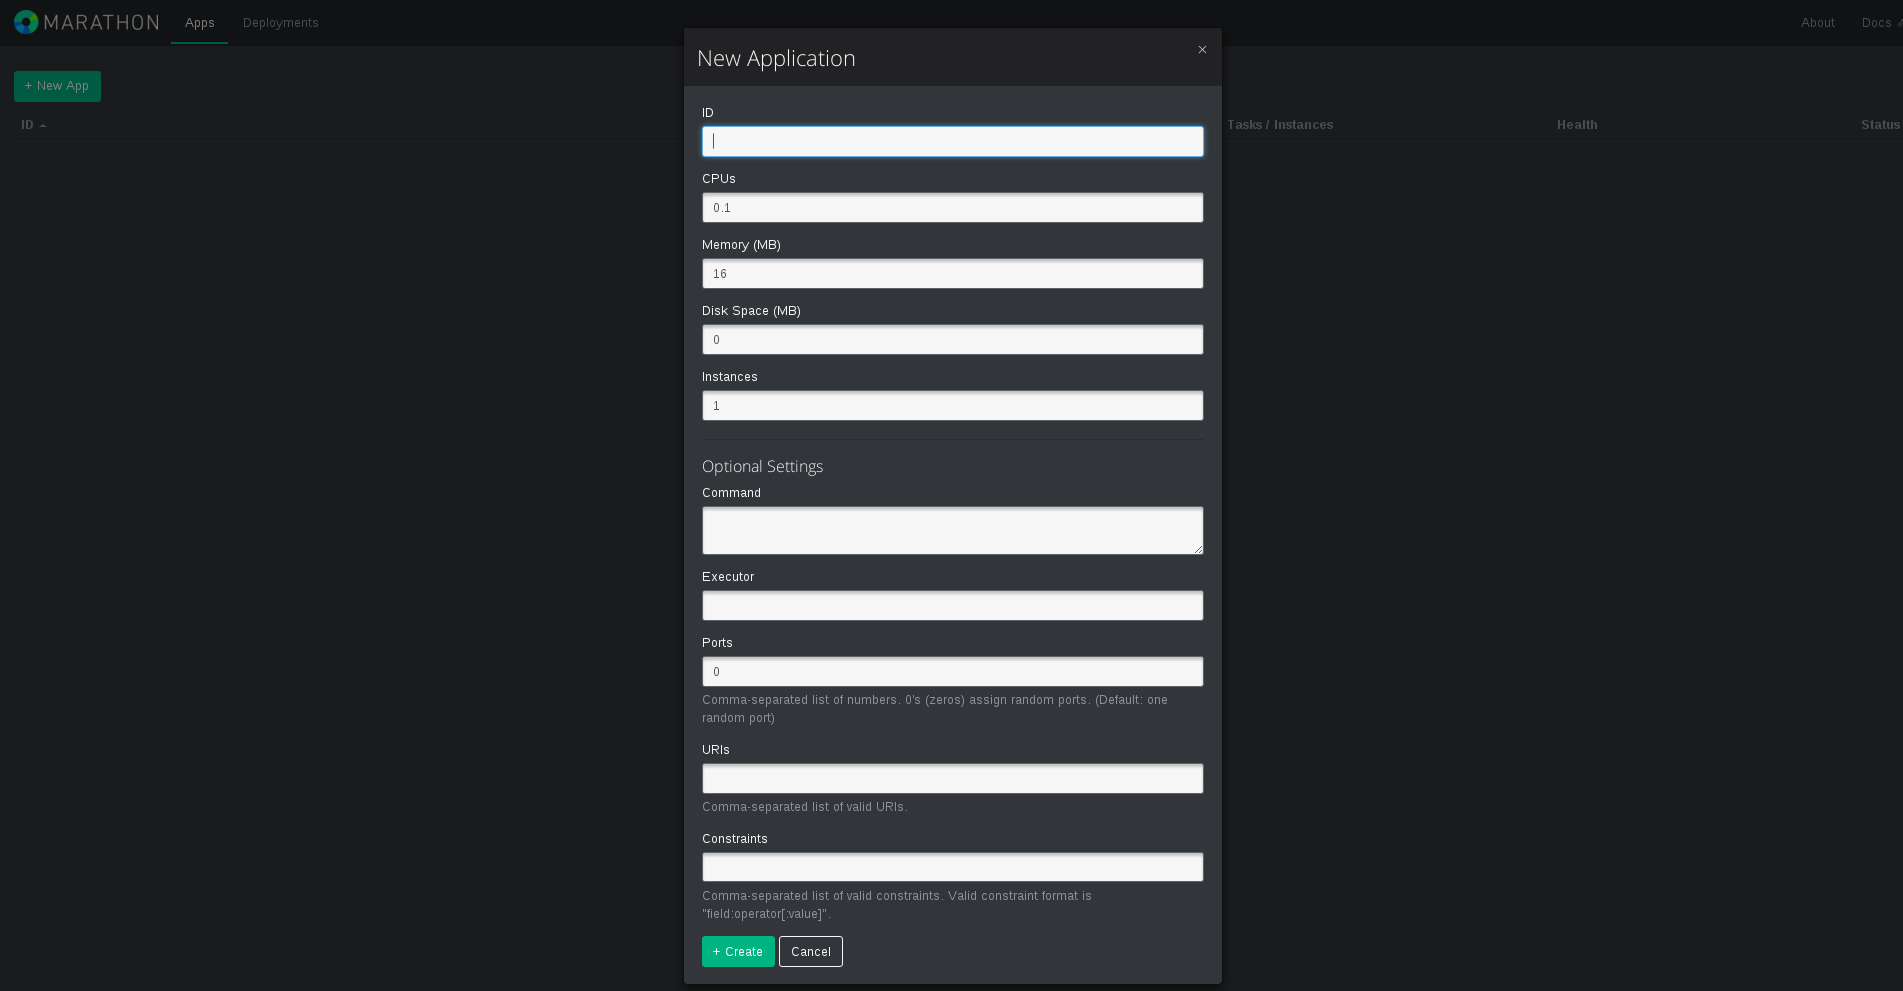 MARATHON Apps Deployments About Docs
New Application ×
+ New App
ID Tasks / Instances Health Status
ID
CPUs
0.1
Memory (MB)
16
Disk Space (MB)
0
Instances
1
Optional Settings
Command
Executor
Ports
0
Comma-separated list of numbers. 0's (zeros) assign random ports. (Default: one
random port)
URIs
Comma-separated list of valid URIs.
Constraints
Comma-separated list of valid constraints. Valid constraint format is
"field:operator[:value]".
+ Create Cancel